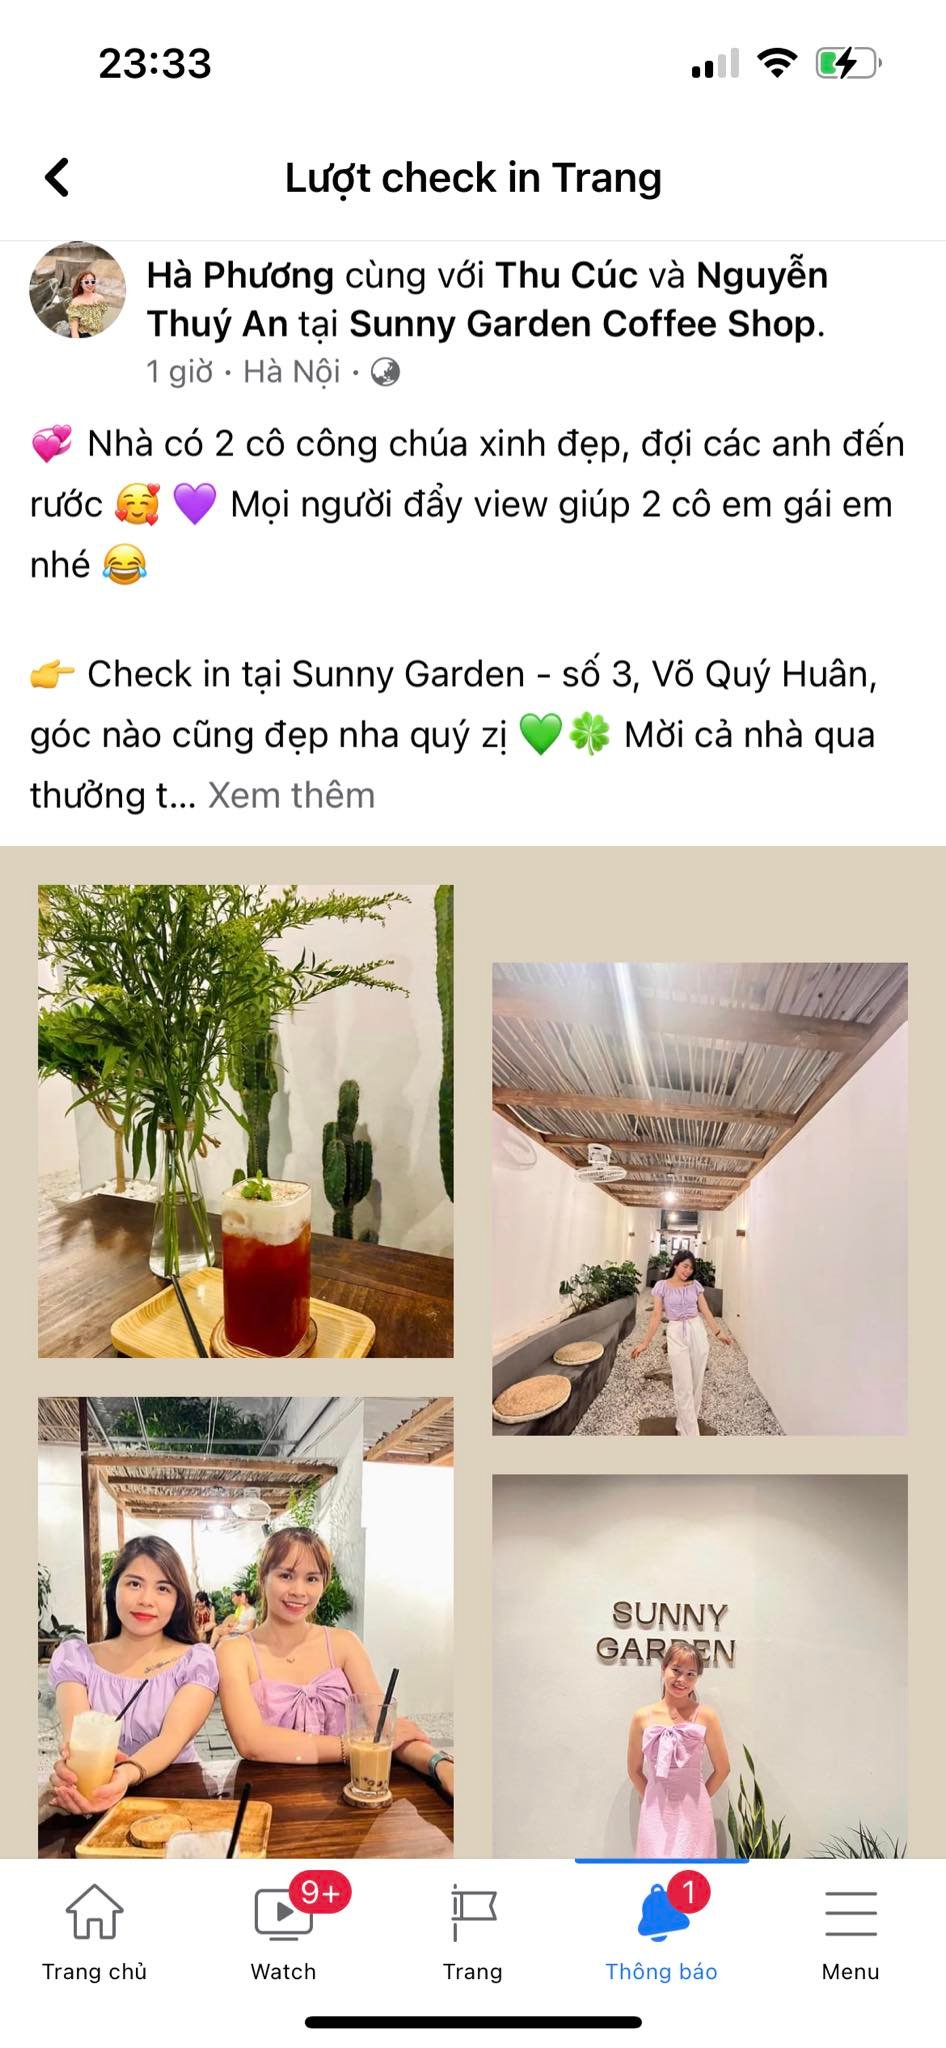 23:33
Lượt check in Trang
Hà Phương cùng với Thu Cúc và Nguyễn
Thuý An tại Sunny Garden Coffee Shop.
1 giờ · Hà Nội ·
💞 Nhà có 2 cô công chúa xinh đẹp, đợi các anh đến
rước 🥰 💜 Mọi người đẩy view giúp 2 cô em gái em
nhé 😂
👉 Check in tại Sunny Garden - số 3, Võ Quý Huân,
góc nào cũng đẹp nha quý zị 💚🍀 Mời cả nhà qua
thưởng t... Xem thêm
SUNNY
GARDEN
9+
1
Trang chủ
Watch
Trang
Thông báo
Menu